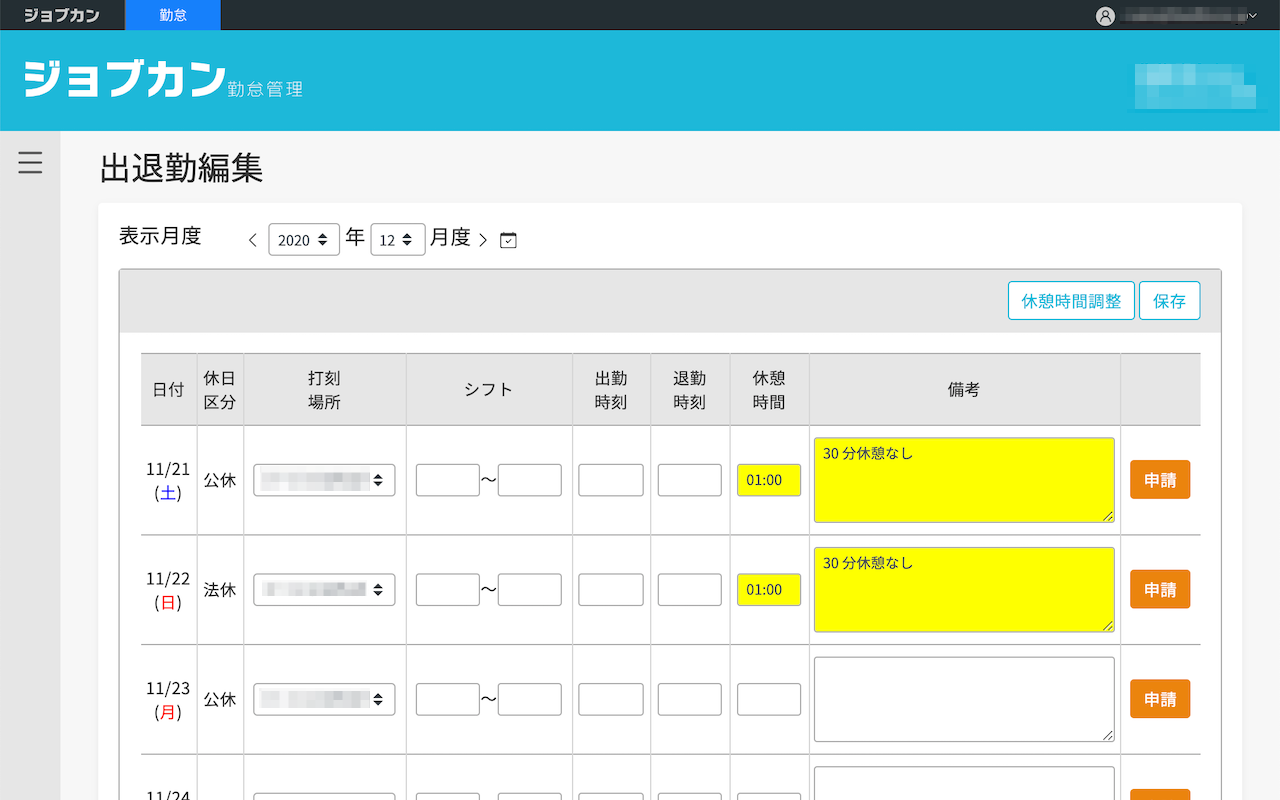 ジョブカン 勤怠
ジョブカン勤怠管理
出退勤編集
表示月度 2020 年 12 月度
休憩時間調整 保存
日付 休日区分 打刻場所 シフト 出勤時刻 退勤時刻 休憩時間 備考
11/21(土) 公休 〜 01:00 30 分休憩なし 申請
11/22(日) 法休 〜 01:00 30 分休憩なし 申請
11/23(月) 公休 〜 申請
11/24